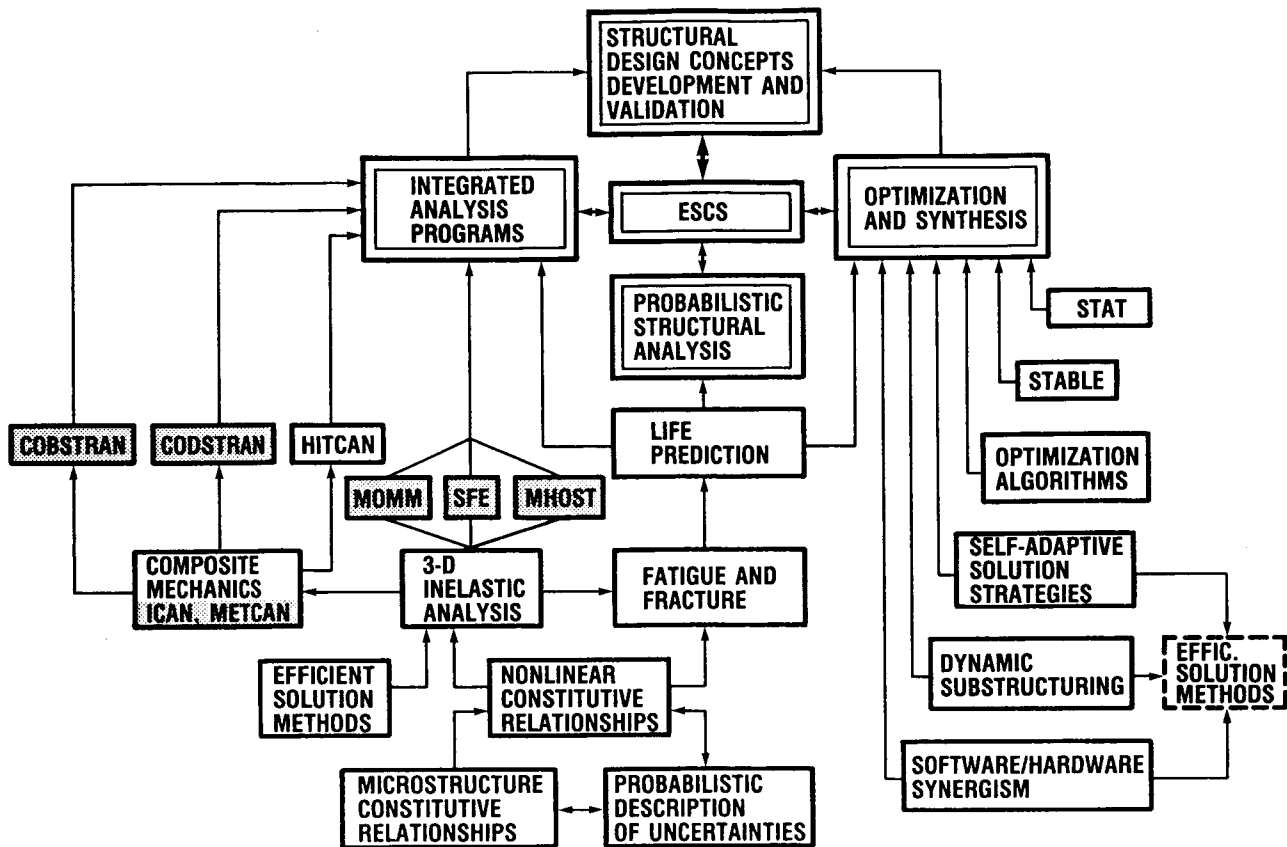 STRUCTURAL
DESIGN CONCEPTS
DEVELOPMENT AND
VALIDATION
INTEGRATED
ANALYSIS
PROGRAMS
ESCS
OPTIMIZATION
AND SYNTHESIS
PROBABILISTIC
STRUCTURAL
ANALYSIS
STAT
STABLE
COBSTRAN
CODSTRAN
HITCAN
LIFE
PREDICTION
OPTIMIZATION
ALGORITHMS
MOMM
SFE
MHOST
COMPOSITE
MECHANICS
ICAN, METCAN
3-D
INELASTIC
ANALYSIS
FATIGUE AND
FRACTURE
SELF-ADAPTIVE
SOLUTION
STRATEGIES
EFFICIENT
SOLUTION
METHODS
NONLINEAR
CONSTITUTIVE
RELATIONSHIPS
DYNAMIC
SUBSTRUCTURING
EFFIC.
SOLUTION
METHODS
MICROSTRUCTURE
CONSTITUTIVE
RELATIONSHIPS
PROBABILISTIC
DESCRIPTION
OF UNCERTAINTIES
SOFTWARE/HARDWARE
SYNERGISM